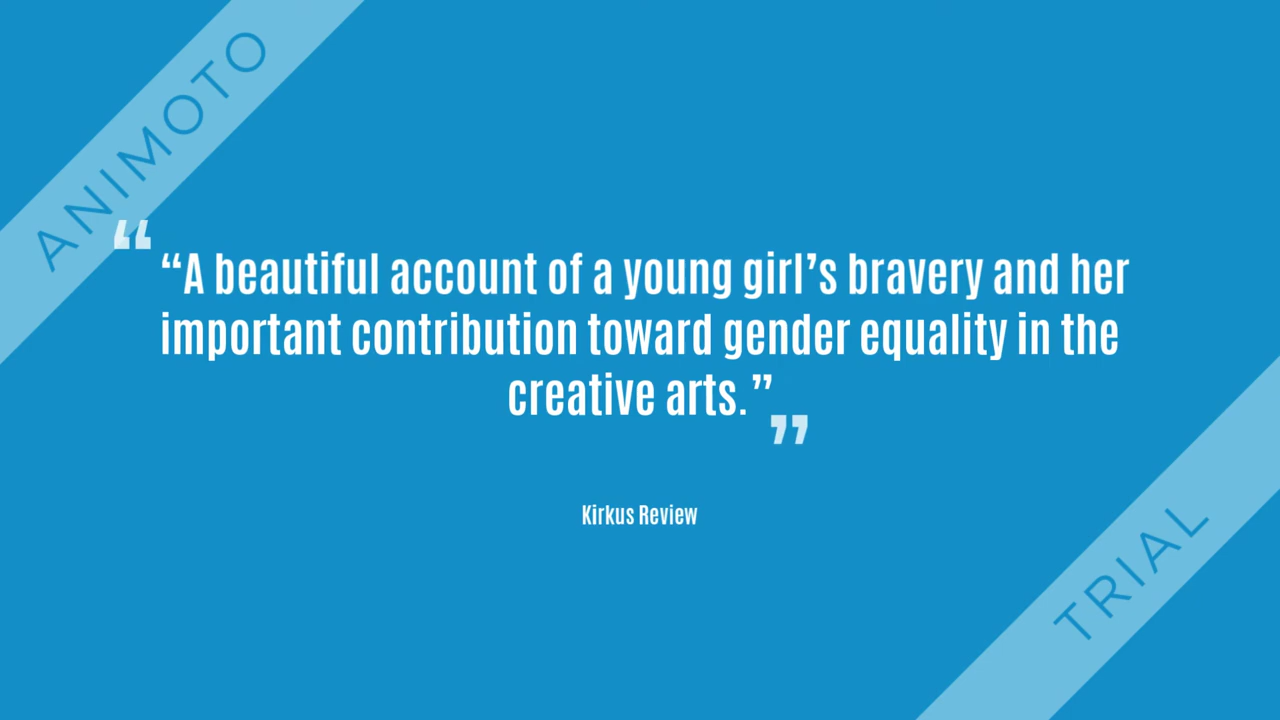 ANIMOTO
“
“A beautiful account of a young girl’s bravery and her
important contribution toward gender equality in the
creative arts.”
”
Kirkus Review
TRIAL